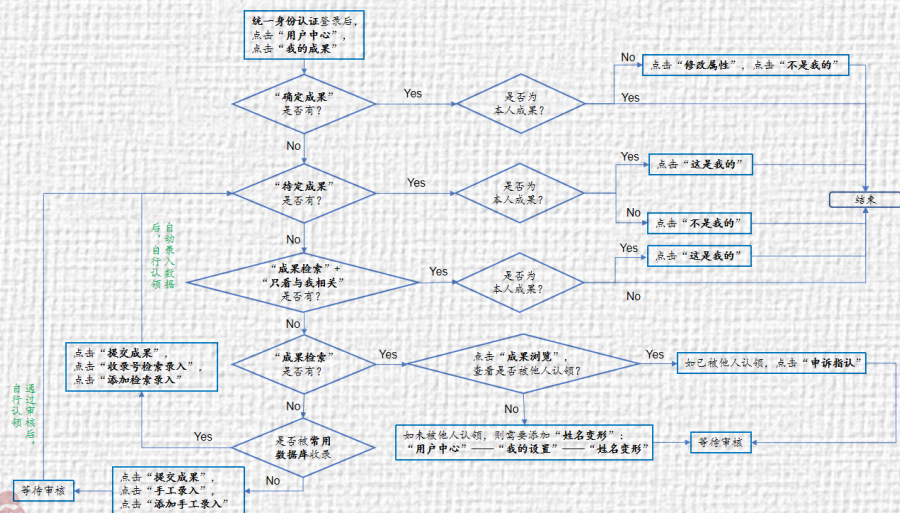 统一身份认证登录后，
点击“用户中心”，
点击“我的成果”
“确定成果”
是否有？
Yes
是否为
本人成果？
No
点击“修改属性”，点击“不是我的”
Yes
No
“待定成果”
是否有？
Yes
是否为
本人成果？
Yes
点击“这是我的”
No
点击“不是我的”
结束
No
“成果检索”+
“只看与我相关”
是否有？
Yes
是否为
本人成果？
Yes
点击“这是我的”
No
自动录入数据
后，自行认领
No
“成果检索”
是否有？
Yes
点击“成果浏览”，
查看是否被他人认领？
Yes
如已被他人认领，点击“申诉指认”
No
如未被他人认领，则需要添加“姓名变形”：
“用户中心”——“我的设置”——“姓名变形”
等待审核
No
是否被常用
数据库收录
Yes
点击“提交成果”，
点击“收录号检索录入”，
点击“添加检索录入”
No
点击“提交成果”，
点击“手工录入”，
点击“添加手工录入”
等待审核
通过审核后，
自行认领